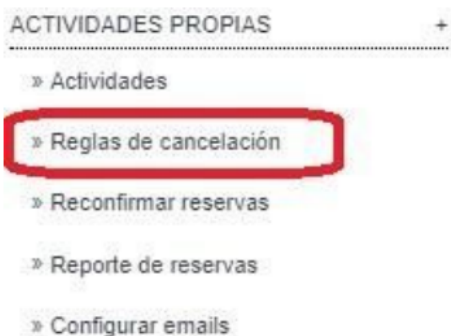 ACTIVIDADES PROPIAS +
» Actividades
» Reglas de cancelación
» Reconfirmar reservas
» Reporte de reservas
» Configurar emails